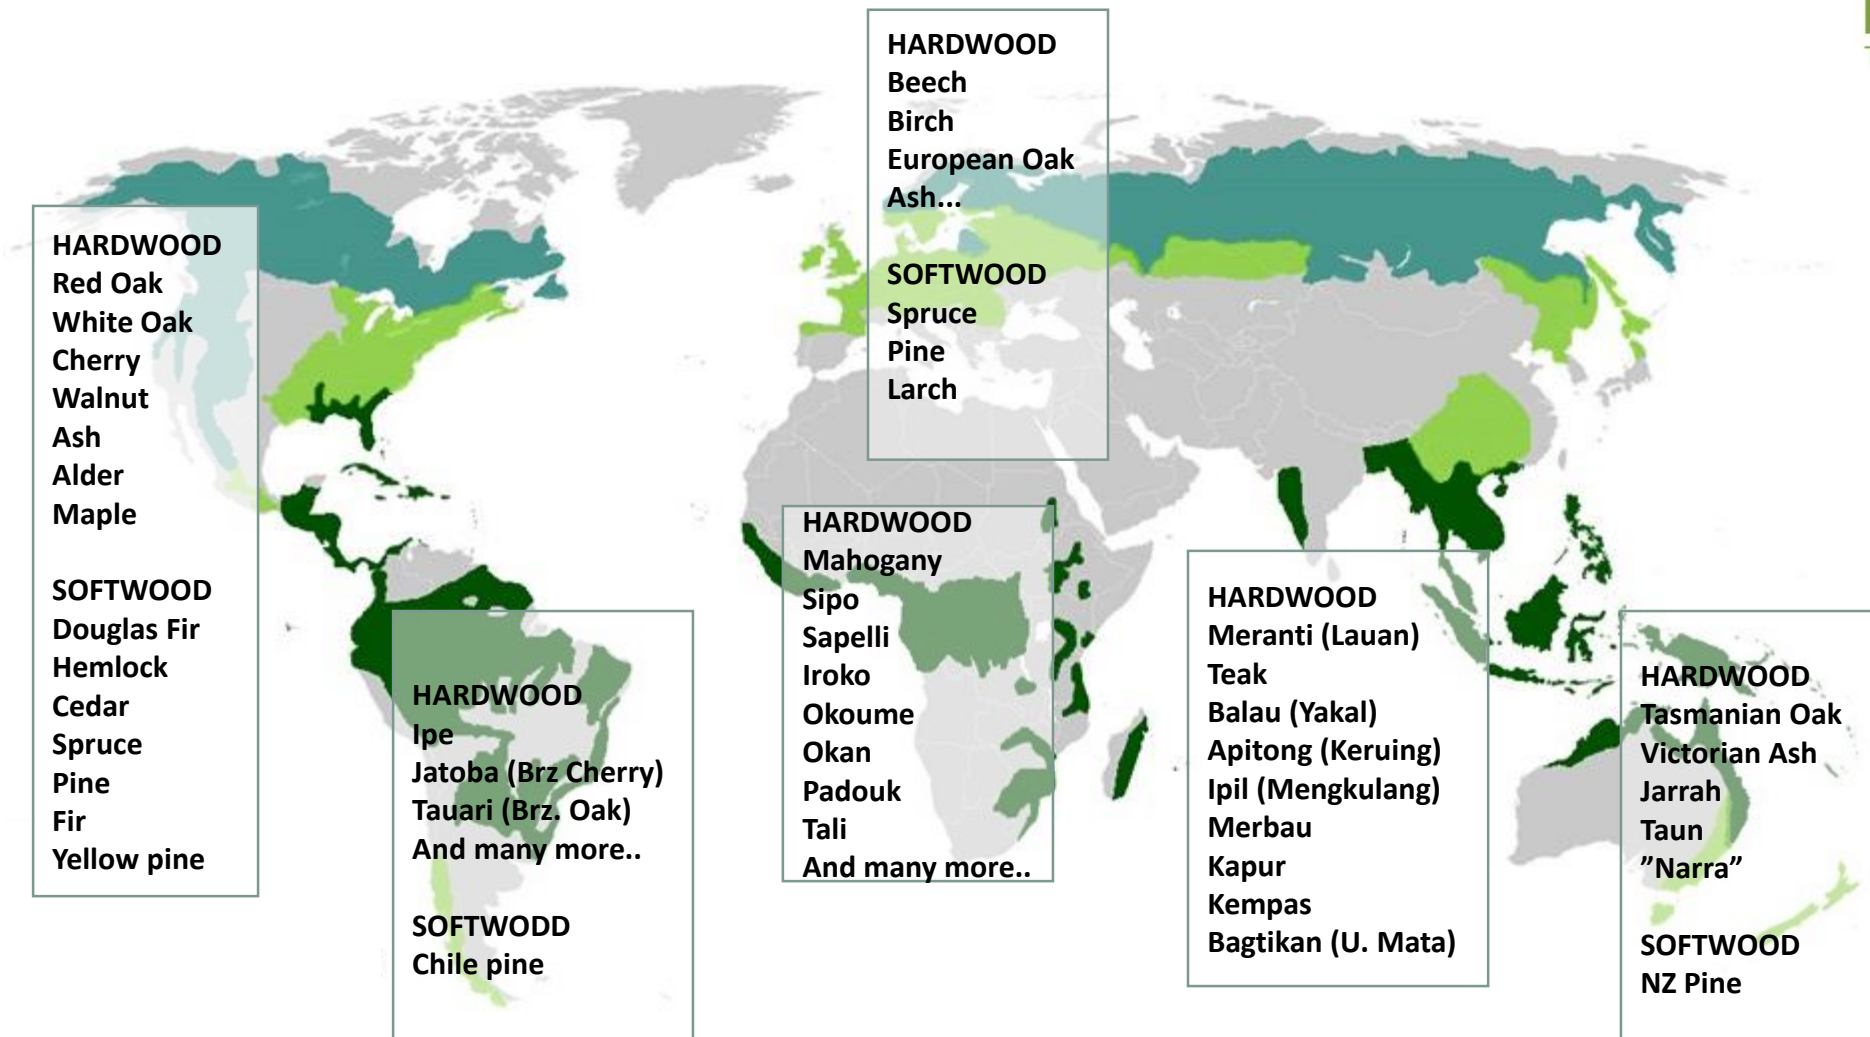 HARDWOOD
Red Oak
White Oak
Cherry
Walnut
Ash
Alder
Maple
SOFTWOOD
Douglas Fir
Hemlock
Cedar
Spruce
Pine
Fir
Yellow pine
HARDWOOD
Ipe
Jatoba (Brz Cherry)
Tauari (Brz. Oak)
And many more..
SOFTWODD
Chile pine
HARDWOOD
Beech
Birch
European Oak
Ash...
SOFTWOOD
Spruce
Pine
Larch
HARDWOOD
Mahogany
Sipo
Sapelli
Iroko
Okoume
Okan
Padouk
Tali
And many more..
HARDWOOD
Meranti (Lauan)
Teak
Balau (Yakal)
Apitong (Keruing)
Ipil (Mengkulang)
Merbau
Kapur
Kempas
Bagtikan (U. Mata)
HARDWOOD
Tasmanian Oak
Victorian Ash
Jarrah
Taun
”Narra”
SOFTWOOD
NZ Pine